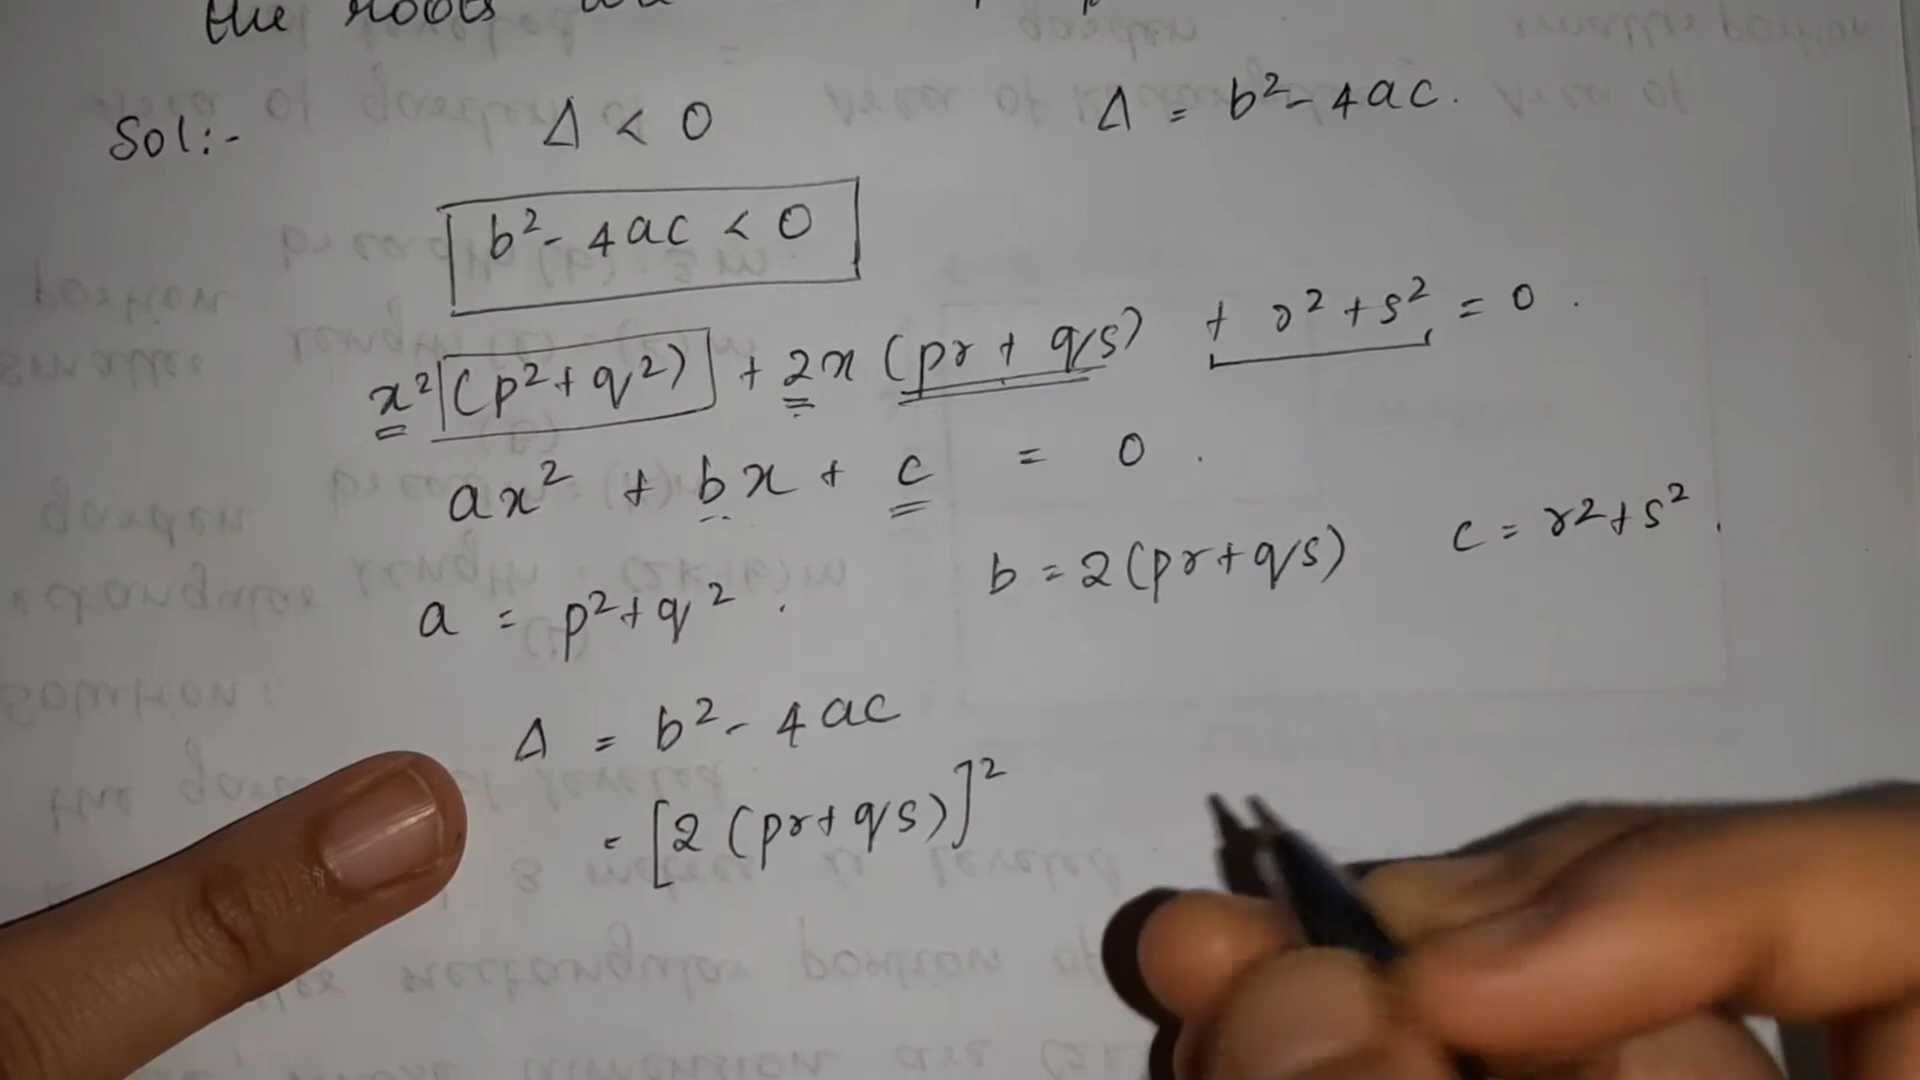 the roots
Sol:- Δ < 0 Δ = b² - 4ac.
b² - 4ac < 0
x² (p² + q²) + 2x (pr + qs) + r² + s² = 0.
ax² + bx + c = 0.
a = p² + q². b = 2(pr + qs) c = r² + s².
Δ = b² - 4ac
= [2 (pr + qs)]²